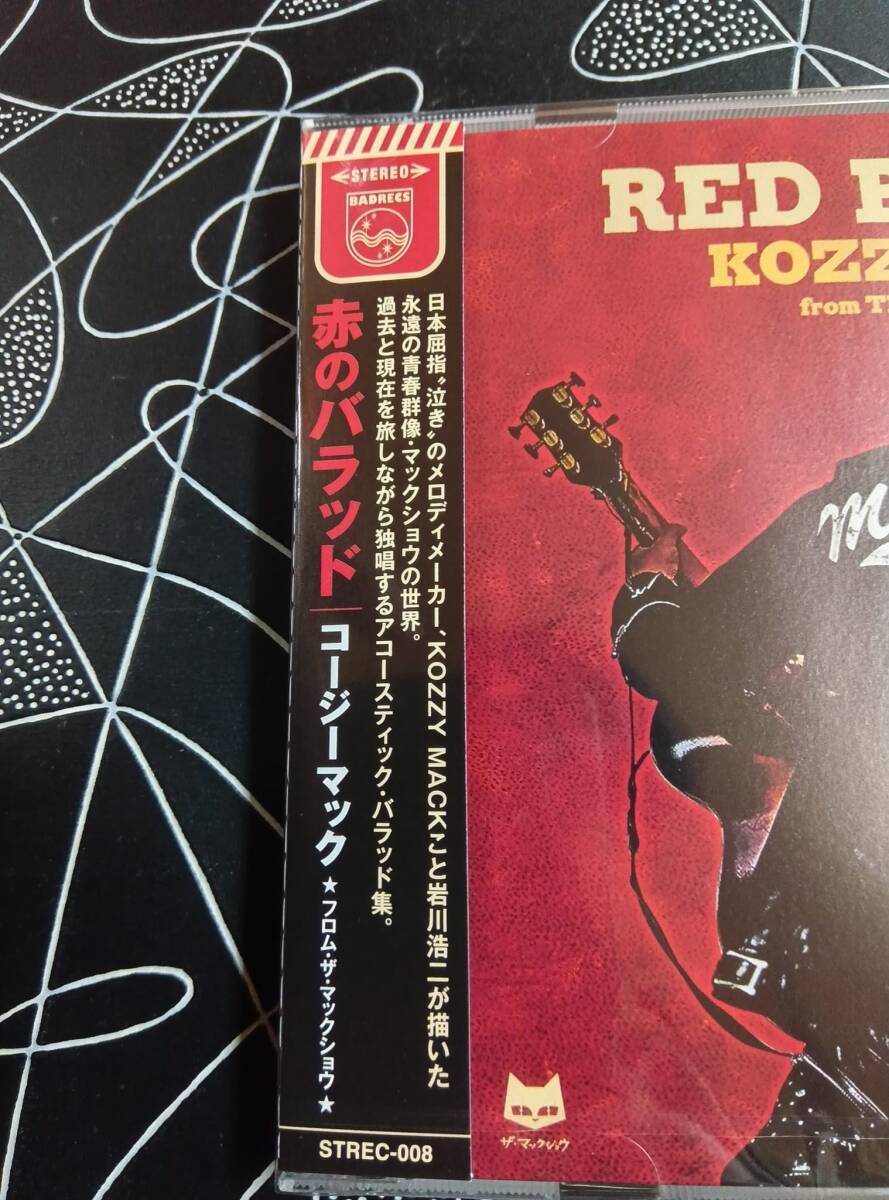 STEREO
BADRECS
赤のバラッド
コージーマック
★フロム・ザ・マックショウ★
日本屈指〝泣き〟のメロディメーカー、KOZZY MACKこと岩川浩二が描いた
永遠の青春群像・マックショウの世界。
過去と現在を旅しながら独唱するアコースティック・バラッド集。
STREC-008
RED
KOZZ
from T
ザ・マックショウ